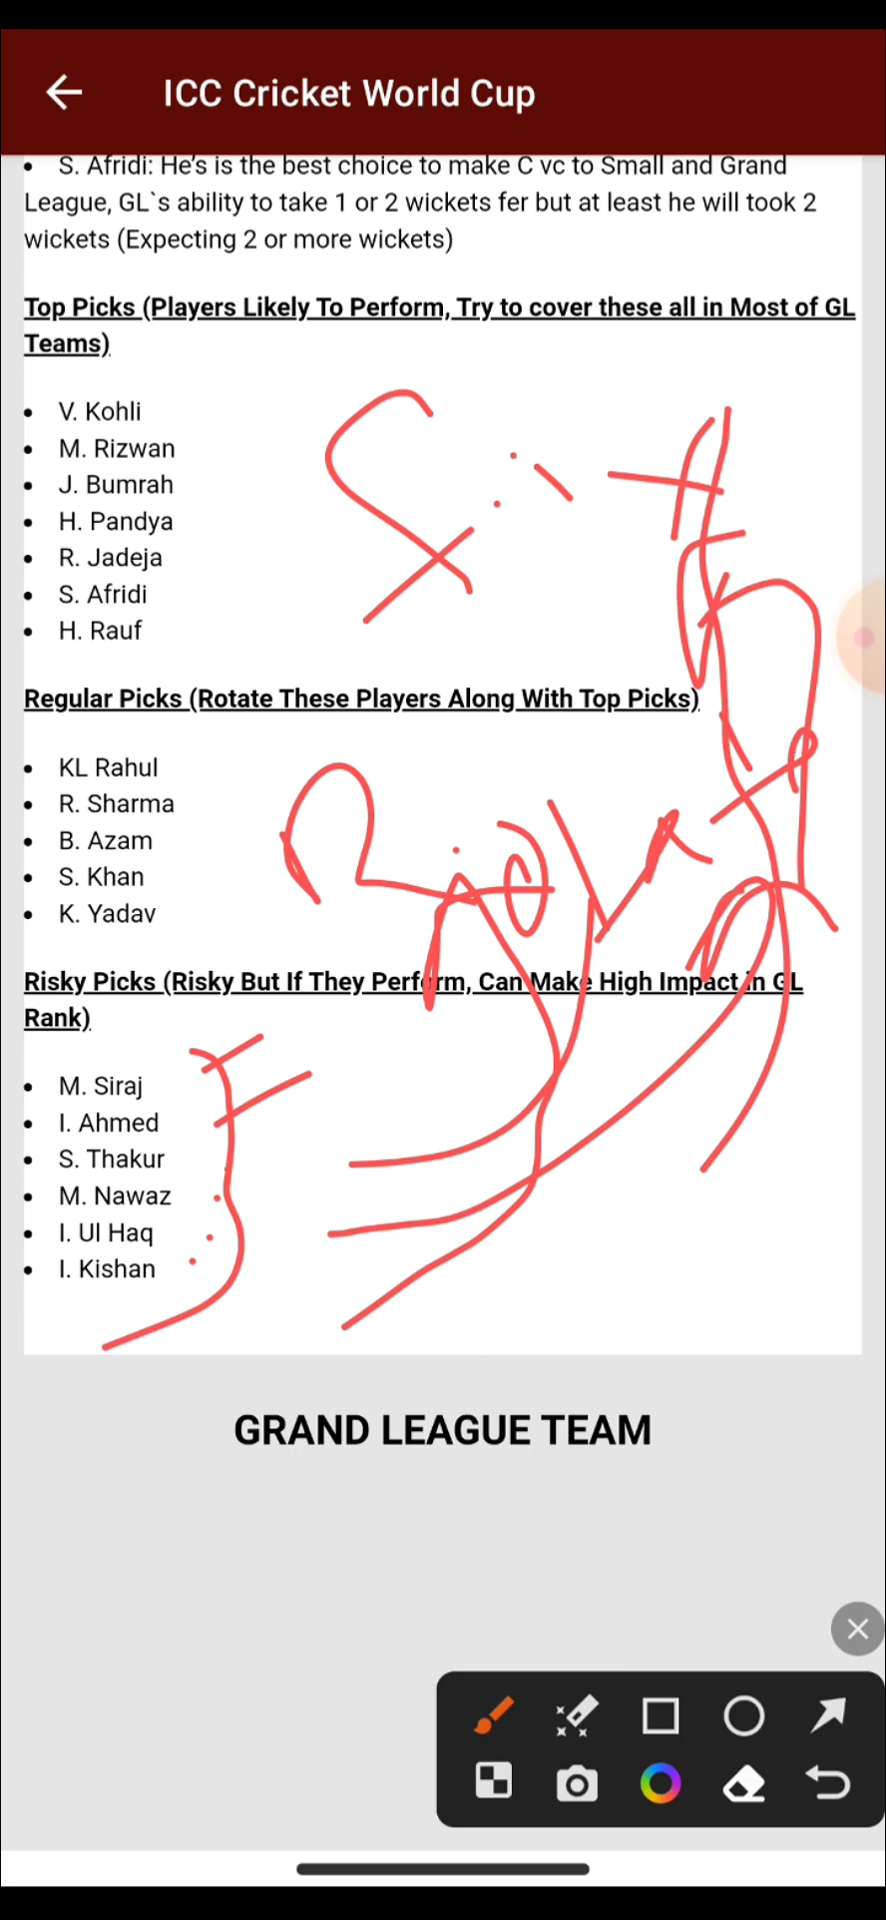 ICC Cricket World Cup
• S. Afridi: He's is the best choice to make C vc to Small and Grand
League, GL`s ability to take 1 or 2 wickets fer but at least he will took 2
wickets (Expecting 2 or more wickets)
Top Picks (Players Likely To Perform, Try to cover these all in Most of GL
Teams)
• V. Kohli
• M. Rizwan
• J. Bumrah
• H. Pandya
• R. Jadeja
• S. Afridi
• H. Rauf
Regular Picks (Rotate These Players Along With Top Picks)
• KL Rahul
• R. Sharma
• B. Azam
• S. Khan
• K. Yadav
Risky Picks (Risky But If They Perform, Can Make High Impact in GL
Rank)
• M. Siraj
• I. Ahmed
• S. Thakur
• M. Nawaz
• I. Ul Haq
• I. Kishan
GRAND LEAGUE TEAM